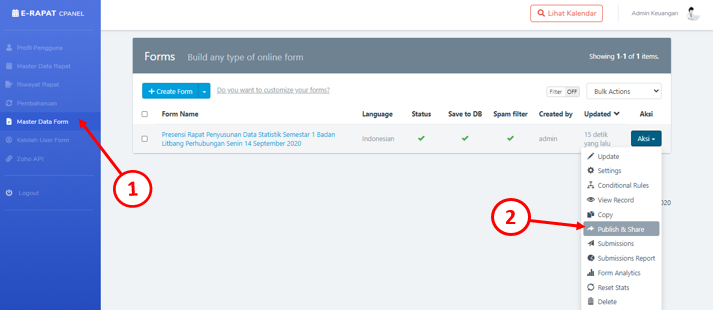 E-RAPAT CPANEL
Lihat Kalendar
Admin Keuangan
Profil Pengguna
Master Data Rapat
Riwayat Rapat
Pembaharuan
Master Data Form
Kelolah User Form
Zoho API
Logout
Forms Build any type of online form
Showing 1-1 of 1 items.
+ Create Form
Do you want to customize your forms?
Filter OFF
Bulk Actions
Form Name Language Status Save to DB Spam filter Created by Updated Aksi
Presensi Rapat Penyusunan Data Statistik Semestar 1 Badan
Litbang Perhubungan Senin 14 September 2020
Indonesian
admin
15 detik
yang lalu
Aksi
Update
Settings
Conditional Rules
View Record
Copy
Publish & Share
Submissions
Submissions Report
Form Analytics
Reset Stats
Delete
2020
1
2